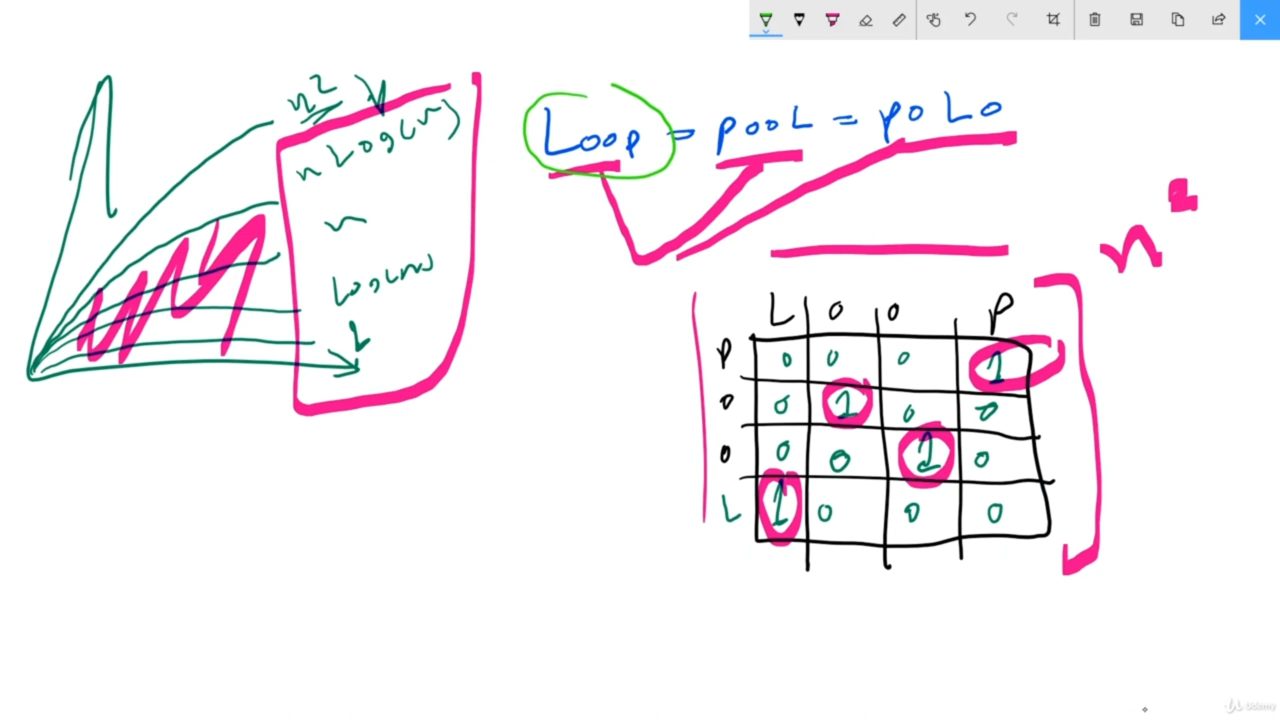 n²
n Log(n)
n
Log(n)
1
Loop = pooL = poLo
n²
L o o P
P 0 0 0 1
o 0 1 0 0
o 0 0 1 0
L 1 0 0 0
ûdemy